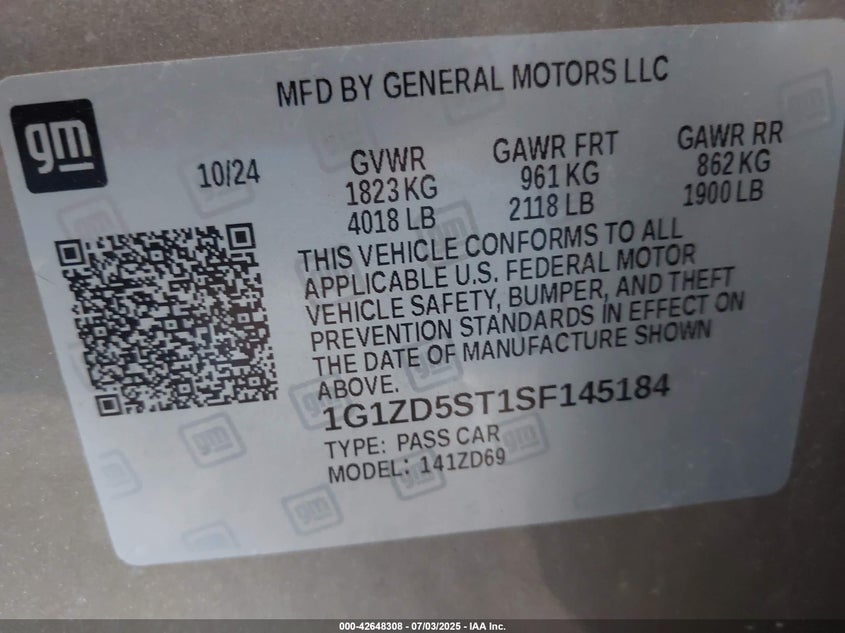 MFD BY GENERAL MOTORS LLC
gm
10/24
GVWR
1823 KG
4018 LB
GAWR FRT
961 KG
2118 LB
GAWR RR
862 KG
1900 LB
THIS VEHICLE CONFORMS TO ALL
APPLICABLE U.S. FEDERAL MOTOR
VEHICLE SAFETY, BUMPER, AND THEFT
PREVENTION STANDARDS IN EFFECT ON
THE DATE OF MANUFACTURE SHOWN
ABOVE.
1G1ZD5ST1SF145184
TYPE: PASS CAR
MODEL: 141ZD69
000-42648308 - 07/03/2025 - IAA Inc.